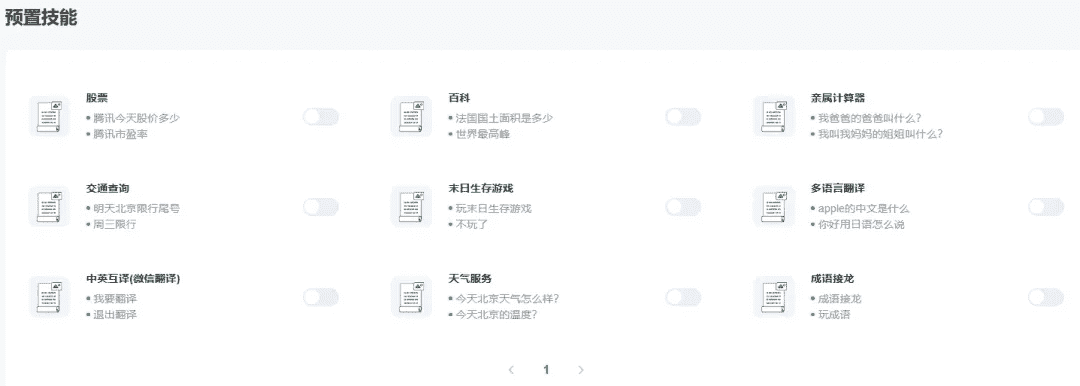 预置技能
股票
• 腾讯今天股价多少
• 腾讯市盈率
百科
• 法国国土面积是多少
• 世界最高峰
亲属计算器
• 我爸爸的爸爸叫什么？
• 我叫我妈妈的姐姐叫什么？
交通查询
• 明天北京限行尾号
• 周三限行
末日生存游戏
• 玩末日生存游戏
• 不玩了
多语言翻译
• apple的中文是什么
• 你好用日语怎么说
中英互译(微信翻译)
• 我要翻译
• 退出翻译
天气服务
• 今天北京天气怎么样？
• 今天北京的温度？
成语接龙
• 成语接龙
• 玩成语
1